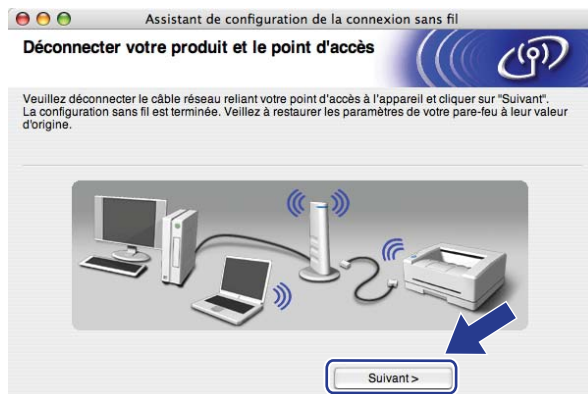 Assistant de configuration de la connexion sans fil
Déconnecter votre produit et le point d'accès
Veuillez déconnecter le câble réseau reliant votre point d'accès à l'appareil et cliquer sur "Suivant".
La configuration sans fil est terminée. Veillez à restaurer les paramètres de votre pare-feu à leur valeur
d'origine.
Suivant >